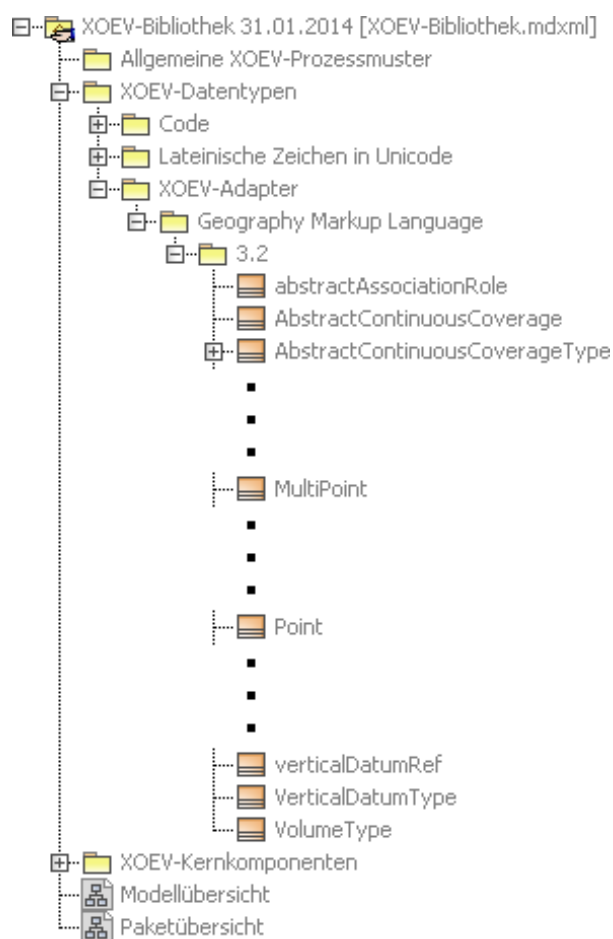 XOEV-Bibliothek 31.01.2014 [XOEV-Bibliothek.mdxml]
Allgemeine XOEV-Prozessmuster
XOEV-Datentypen
Code
Lateinische Zeichen in Unicode
XOEV-Adapter
Geography Markup Language
3.2
abstractAssociationRole
AbstractContinuousCoverage
AbstractContinuousCoverageType
MultiPoint
Point
verticalDatumRef
VerticalDatumType
VolumeType
XOEV-Kernkomponenten
Modellübersicht
Paketübersicht